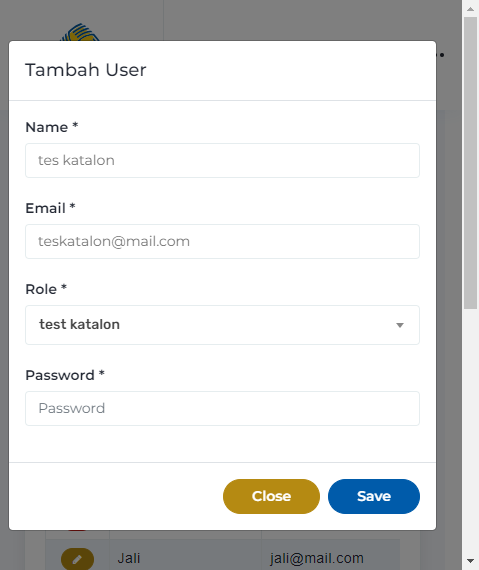 Tambah User
Name *
tes katalon
Email *
teskatalon@mail.com
Role *
test katalon
Password *
Password
Close Save
Jali jali@mail.com